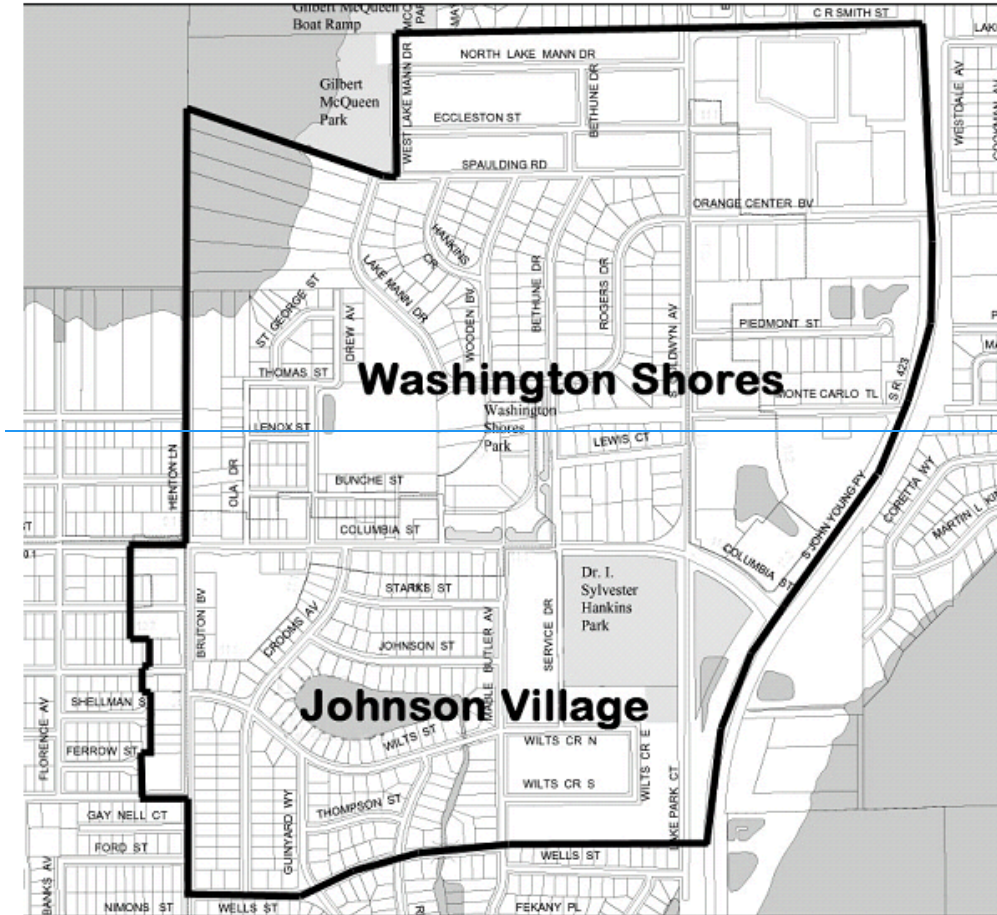 Gilbert McQueen
Boat Ramp
C R SMITH ST
NORTH LAKE MANN DR
WEST LAKE MANN DR
Gilbert
McQueen
Park
BETHUNE DR
ECCLESTON ST
WESTDALE AV
SPAULDING RD
ORANGE CENTER BV
HANKINS
CR
LAKE MANN DR
ST GEORGE ST
DREW AV
WOODEN BV
BETHUNE DR
ROGERS DR
PIEDMONT ST
THOMAS ST
Washington Shores
MONTE CARLO TL
S R 423
Washington
Shores
Park
LENOX ST
LEWIS CT
HENTON LN
OLA DR
BUNCHE ST
COLUMBIA ST
CORETTA WY
S JOHN YOUNG PY
COLUMBIA ST
Dr. I.
Sylvester
Hankins
Park
STARKS ST
BRUTON BV
CROOMS AV
JOHNSON ST
MABLE BUTLER AV
SERVICE DR
SHELLMAN S
Johnson Village
FLORENCE AV
FERROW ST
WILTS ST
WILTS CR N
WILTS CR E
WILTS CR S
LAKE PARK CT
GAY NELL CT
GUINYARD WY
THOMPSON ST
FORD ST
WELLS ST
BANKS AV
NIMONS ST
WELLS ST
FEKANY PL